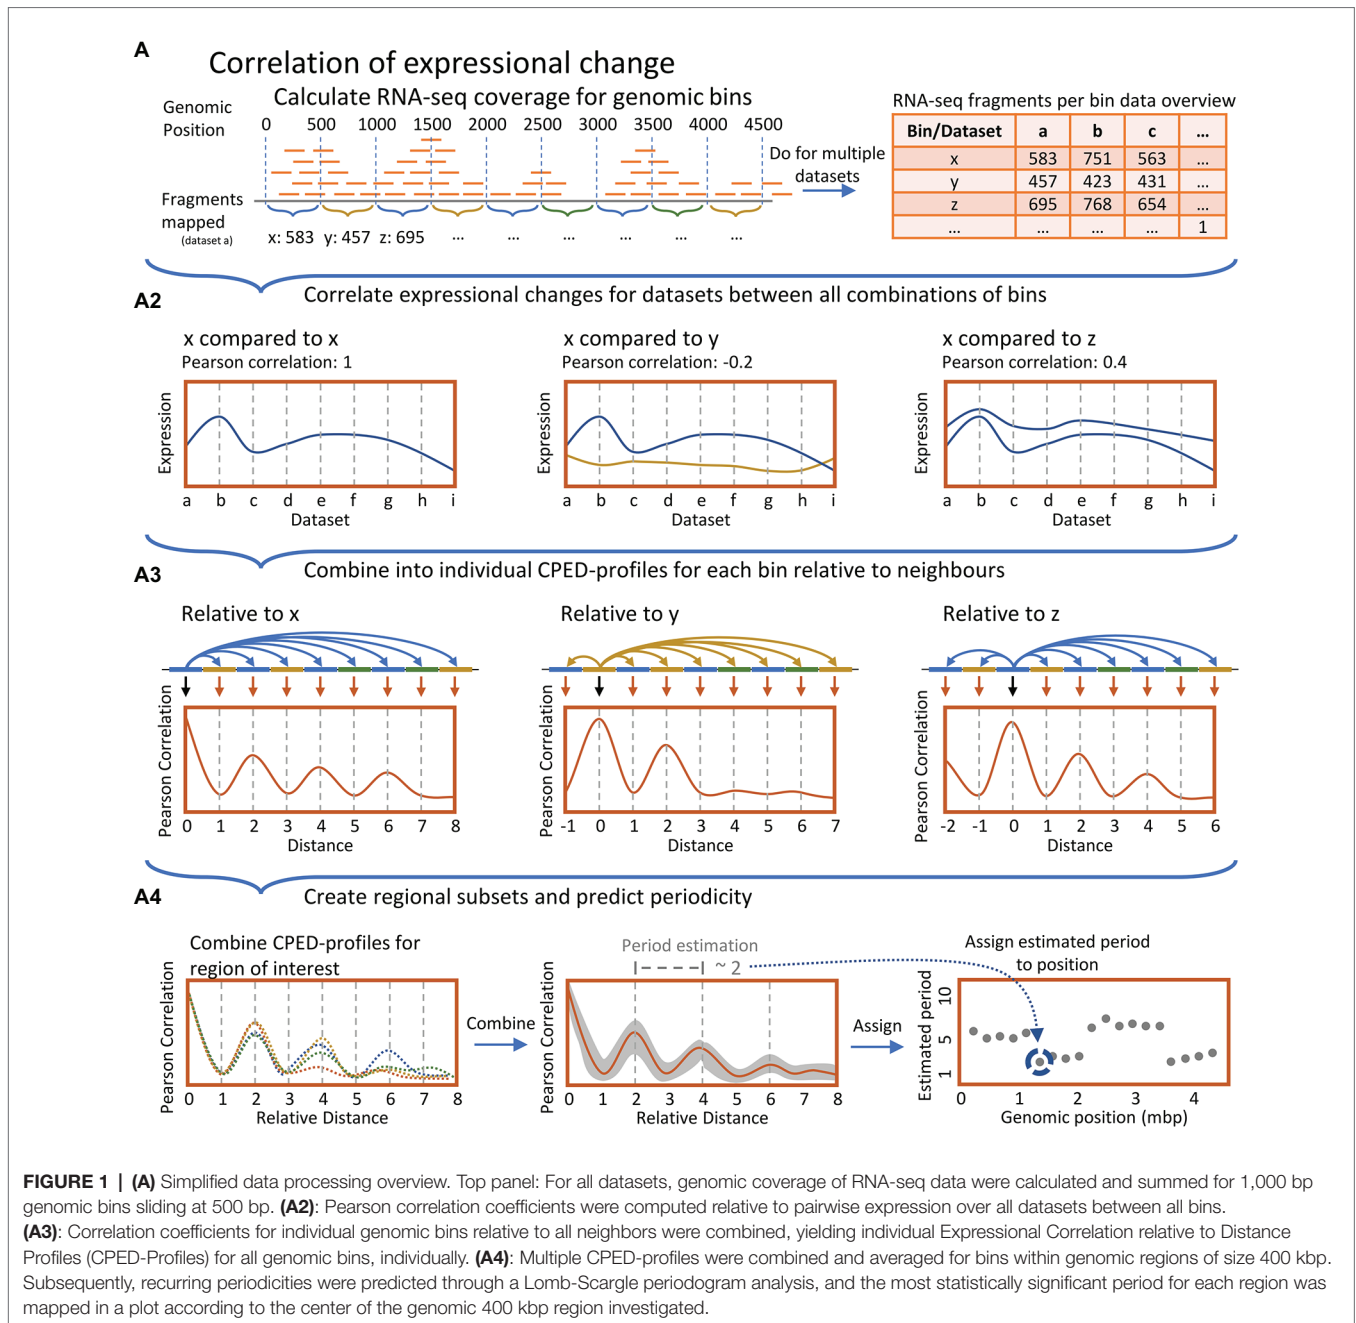 A
Correlation of expressional change
Calculate RNA-seq coverage for genomic bins
Genomic
Position
0 500 1000 1500 2000 2500 3000 3500 4000 4500
Fragments
mapped
(dataset a)
x: 583 y: 457 z: 695 ... ... ... ... ... ...
Do for multiple
datasets
RNA-seq fragments per bin data overview
Bin/Dataset a b c ...
x 583 751 563 ...
y 457 423 431 ...
z 695 768 654 ...
... ... ... ... 1
A2
Correlate expressional changes for datasets between all combinations of bins
x compared to x
Pearson correlation: 1
Expression
a b c d e f g h i
Dataset
x compared to y
Pearson correlation: -0.2
Expression
a b c d e f g h i
Dataset
x compared to z
Pearson correlation: 0.4
Expression
a b c d e f g h i
Dataset
A3
Combine into individual CPED-profiles for each bin relative to neighbours
Relative to x
Pearson Correlation
0 1 2 3 4 5 6 7 8
Distance
Relative to y
Pearson Correlation
-1 0 1 2 3 4 5 6 7
Distance
Relative to z
Pearson Correlation
-2 -1 0 1 2 3 4 5 6
Distance
A4
Create regional subsets and predict periodicity
Combine CPED-profiles for
region of interest
Pearson Correlation
0 1 2 3 4 5 6 7 8
Relative Distance
Combine
Period estimation
~ 2
Pearson Correlation
0 1 2 3 4 5 6 7 8
Relative Distance
Assign
Assign estimated period
to position
Estimated period
10
5
1
0 1 2 3 4
Genomic position (mbp)
FIGURE 1 | (A) Simplified data processing overview. Top panel: For all datasets, genomic coverage of RNA-seq data were calculated and summed for 1,000 bp
genomic bins sliding at 500 bp. (A2): Pearson correlation coefficients were computed relative to pairwise expression over all datasets between all bins.
(A3): Correlation coefficients for individual genomic bins relative to all neighbors were combined, yielding individual Expressional Correlation relative to Distance
Profiles (CPED-Profiles) for all genomic bins, individually. (A4): Multiple CPED-profiles were combined and averaged for bins within genomic regions of size 400 kbp.
Subsequently, recurring periodicities were predicted through a Lomb-Scargle periodogram analysis, and the most statistically significant period for each region was
mapped in a plot according to the center of the genomic 400 kbp region investigated.